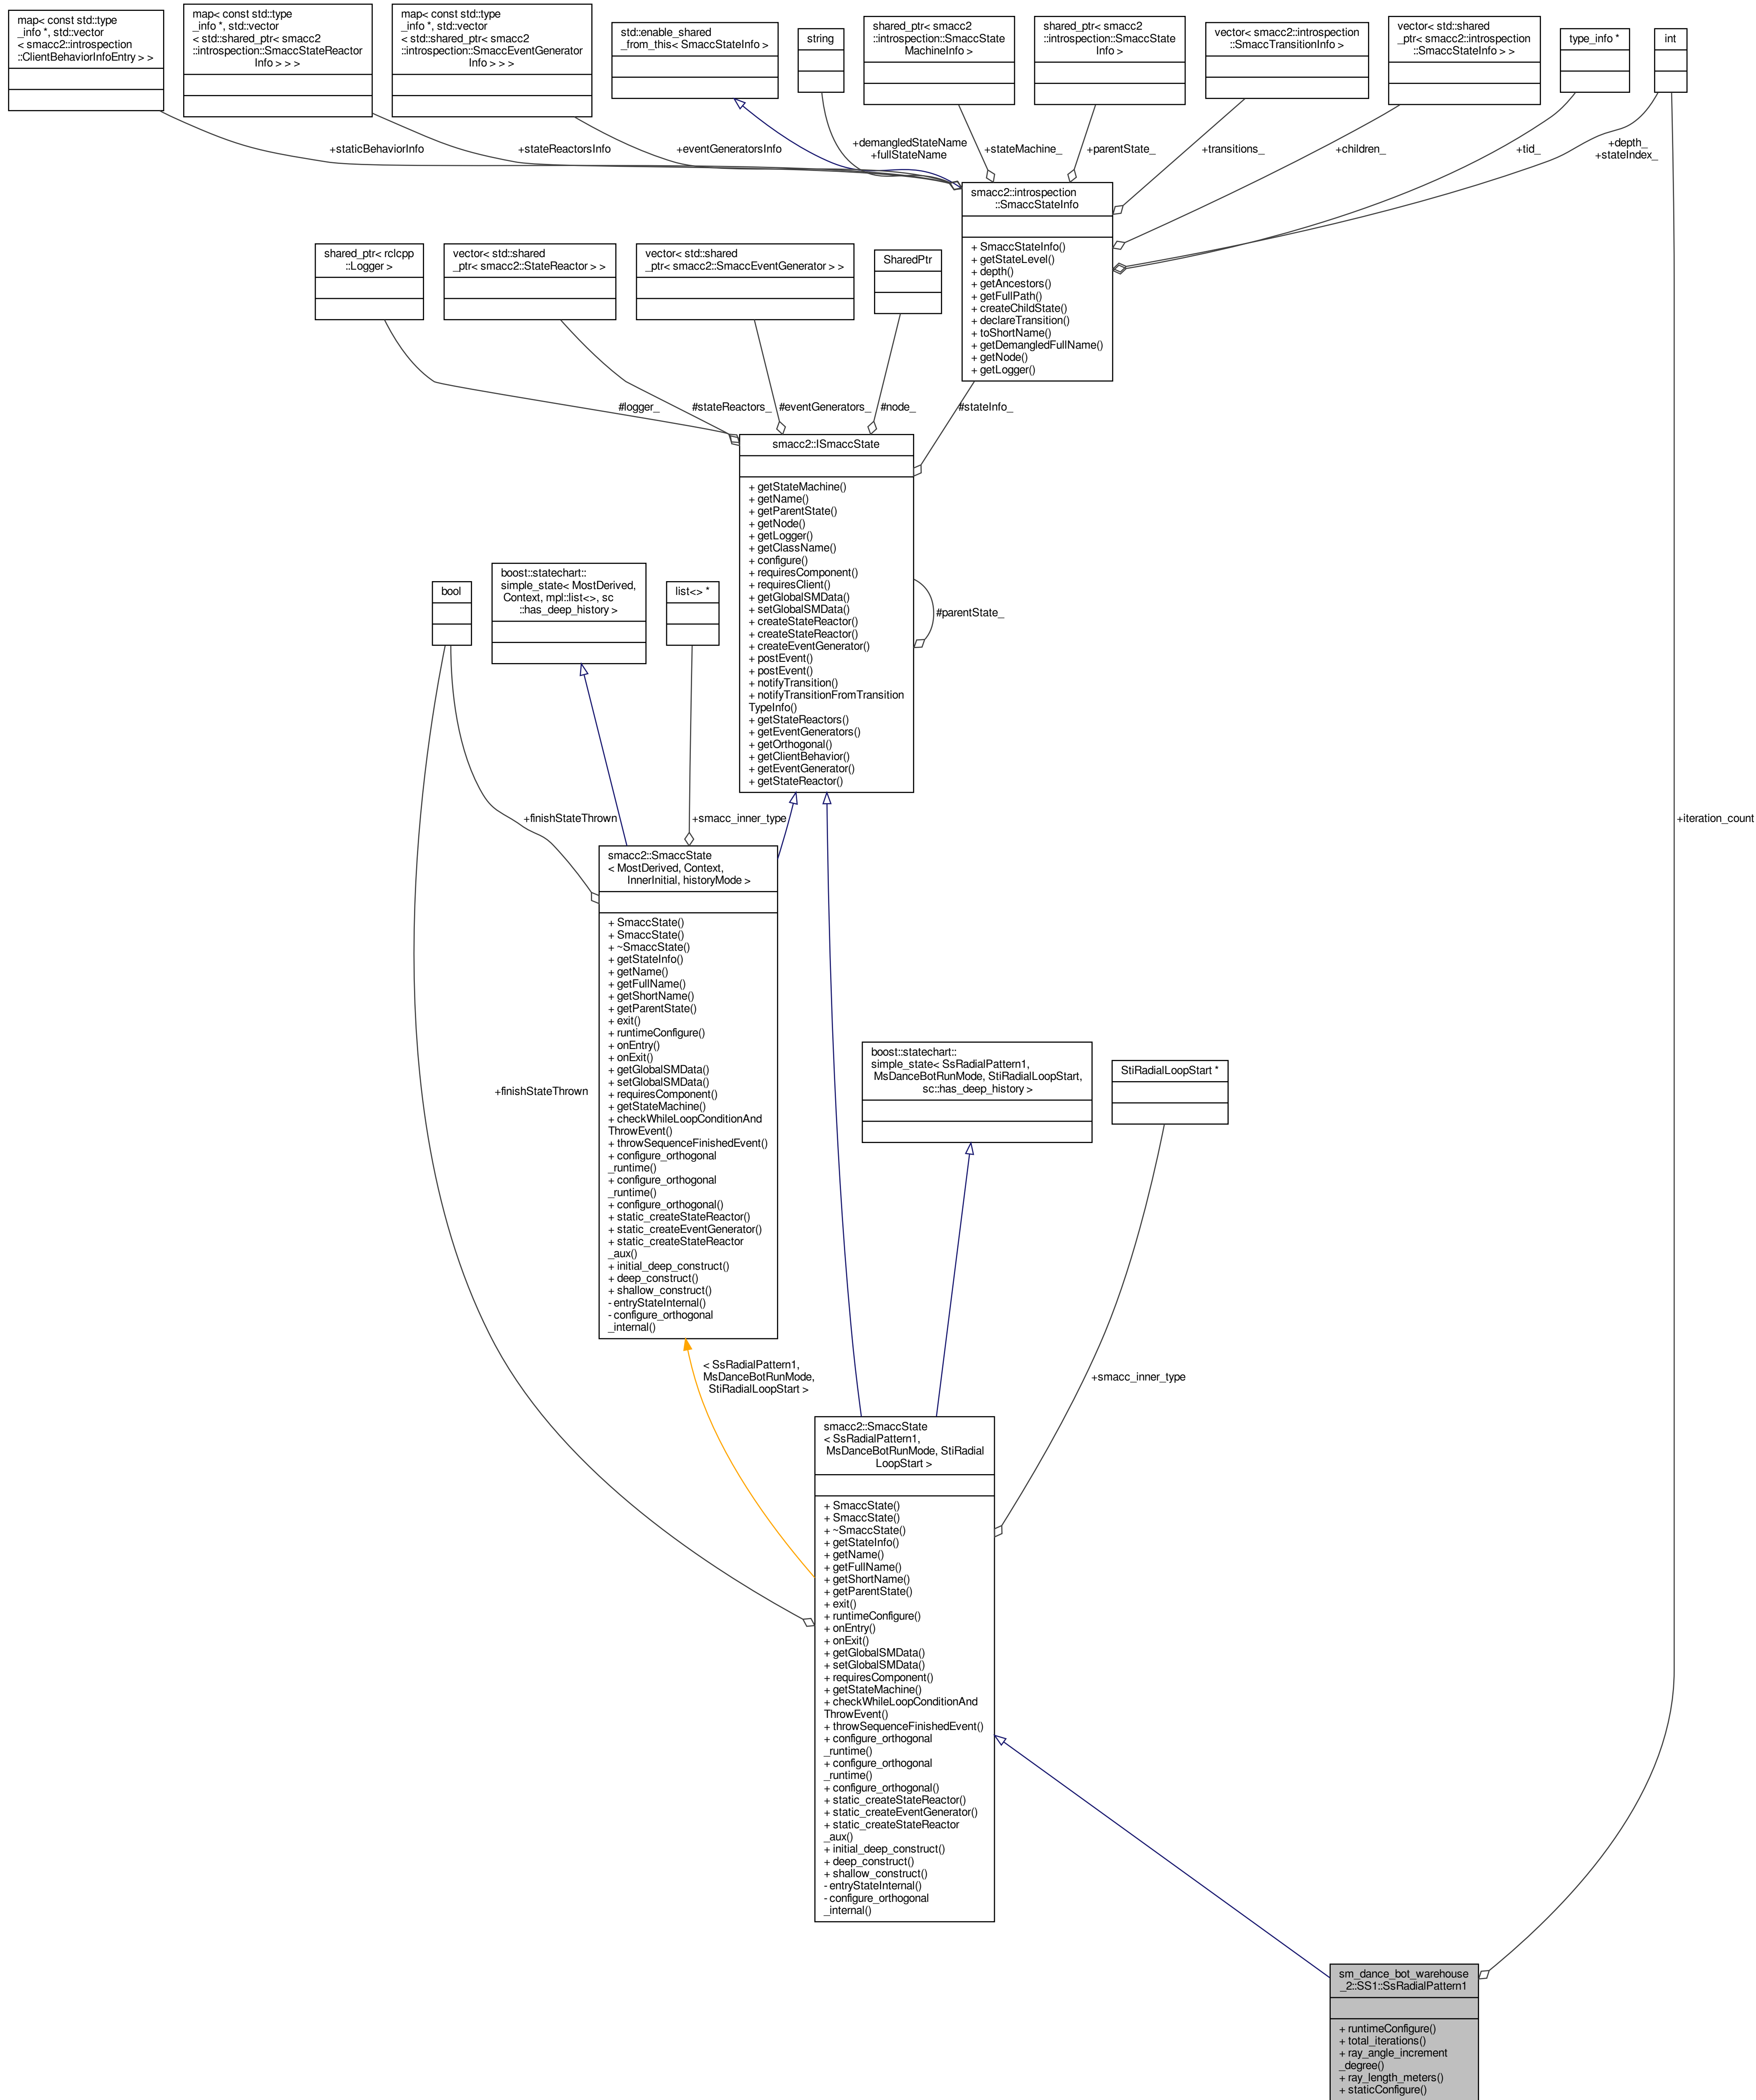 map< const std::type
_info *, std::vector
< smacc2::introspection
::ClientBehaviorInfoEntry > >
map< const std::type
_info *, std::vector
< std::shared_ptr< smacc2
::introspection::SmaccStateReactor
Info > > >
map< const std::type
_info *, std::vector
< std::shared_ptr< smacc2
::introspection::SmaccEventGenerator
Info > > >
std::enable_shared
_from_this< SmaccStateInfo >
string
shared_ptr< smacc2
::introspection::SmaccState
MachineInfo >
shared_ptr< smacc2
::introspection::SmaccState
Info >
vector< smacc2::introspection
::SmaccTransitionInfo >
vector< std::shared
_ptr< smacc2::introspection
::SmaccStateInfo > >
type_info *
int
+staticBehaviorInfo
+stateReactorsInfo
+eventGeneratorsInfo
+demangledStateName
+fullStateName
+stateMachine_
+parentState_
+transitions_
+children_
+tid_
+depth_
+stateIndex_
smacc2::introspection
::SmaccStateInfo
+ SmaccStateInfo()
+ getStateLevel()
+ depth()
+ getAncestors()
+ getFullPath()
+ createChildState()
+ declareTransition()
+ toShortName()
+ getDemangledFullName()
+ getNode()
+ getLogger()
shared_ptr< rclcpp
::Logger >
vector< std::shared
_ptr< smacc2::StateReactor > >
vector< std::shared
_ptr< smacc2::SmaccEventGenerator > >
SharedPtr
#logger_
#stateReactors_
#eventGenerators_
#node_
#stateInfo_
smacc2::ISmaccState
+ getStateMachine()
+ getName()
+ getParentState()
+ getNode()
+ getLogger()
+ getClassName()
+ configure()
+ requiresComponent()
+ requiresClient()
+ getGlobalSMData()
+ setGlobalSMData()
+ createStateReactor()
+ createStateReactor()
+ createEventGenerator()
+ postEvent()
+ postEvent()
+ notifyTransition()
+ notifyTransitionFromTransition
TypeInfo()
+ getStateReactors()
+ getEventGenerators()
+ getOrthogonal()
+ getClientBehavior()
+ getEventGenerator()
+ getStateReactor()
#parentState_
bool
boost::statechart::
simple_state< MostDerived,
Context, mpl::list<>, sc
::has_deep_history >
list<> *
+finishStateThrown
+smacc_inner_type
+iteration_count
smacc2::SmaccState
< MostDerived, Context,
InnerInitial, historyMode >
+ SmaccState()
+ SmaccState()
+ ~SmaccState()
+ getStateInfo()
+ getName()
+ getFullName()
+ getShortName()
+ getParentState()
+ exit()
+ runtimeConfigure()
+ onEntry()
+ onExit()
+ getGlobalSMData()
+ setGlobalSMData()
+ requiresComponent()
+ getStateMachine()
+ checkWhileLoopConditionAnd
ThrowEvent()
+ throwSequenceFinishedEvent()
+ configure_orthogonal
_runtime()
+ configure_orthogonal
_runtime()
+ configure_orthogonal()
+ static_createStateReactor()
+ static_createEventGenerator()
+ static_createStateReactor
_aux()
+ initial_deep_construct()
+ deep_construct()
+ shallow_construct()
- entryStateInternal()
- configure_orthogonal
_internal()
+finishStateThrown
boost::statechart::
simple_state< SsRadialPattern1,
MsDanceBotRunMode, StiRadialLoopStart,
sc::has_deep_history >
StiRadialLoopStart *
< SsRadialPattern1,
MsDanceBotRunMode,
StiRadialLoopStart >
+smacc_inner_type
smacc2::SmaccState
< SsRadialPattern1,
MsDanceBotRunMode, StiRadial
LoopStart >
+ SmaccState()
+ SmaccState()
+ ~SmaccState()
+ getStateInfo()
+ getName()
+ getFullName()
+ getShortName()
+ getParentState()
+ exit()
+ runtimeConfigure()
+ onEntry()
+ onExit()
+ getGlobalSMData()
+ setGlobalSMData()
+ requiresComponent()
+ getStateMachine()
+ checkWhileLoopConditionAnd
ThrowEvent()
+ throwSequenceFinishedEvent()
+ configure_orthogonal
_runtime()
+ configure_orthogonal
_runtime()
+ configure_orthogonal()
+ static_createStateReactor()
+ static_createEventGenerator()
+ static_createStateReactor
_aux()
+ initial_deep_construct()
+ deep_construct()
+ shallow_construct()
- entryStateInternal()
- configure_orthogonal
_internal()
sm_dance_bot_warehouse
_2::SS1::SsRadialPattern1
+ runtimeConfigure()
+ total_iterations()
+ ray_angle_increment
_degree()
+ ray_length_meters()
+ staticConfigure()